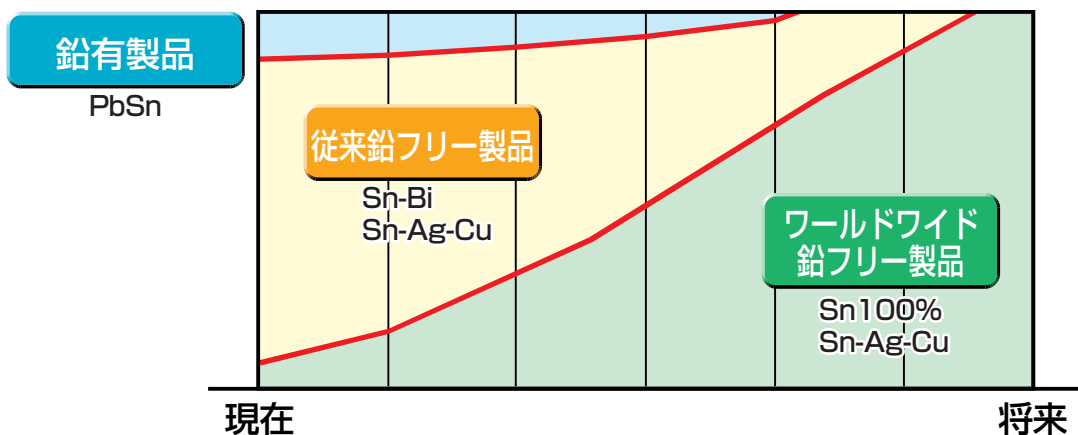 鉛有製品
PbSn
従来鉛フリー製品
Sn-Bi
Sn-Ag-Cu
ワールドワイド
鉛フリー製品
Sn100%
Sn-Ag-Cu
現在
将来